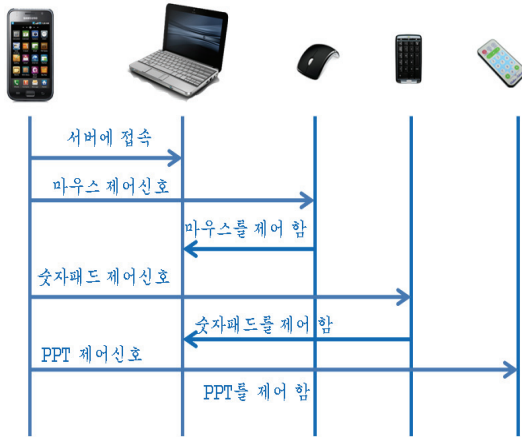 서버에 접속
마우스 제어신호
마우스를 제어 함
숫자패드 제어신호
숫자패드를 제어 함
PPT 제어신호
PPT를 제어 함